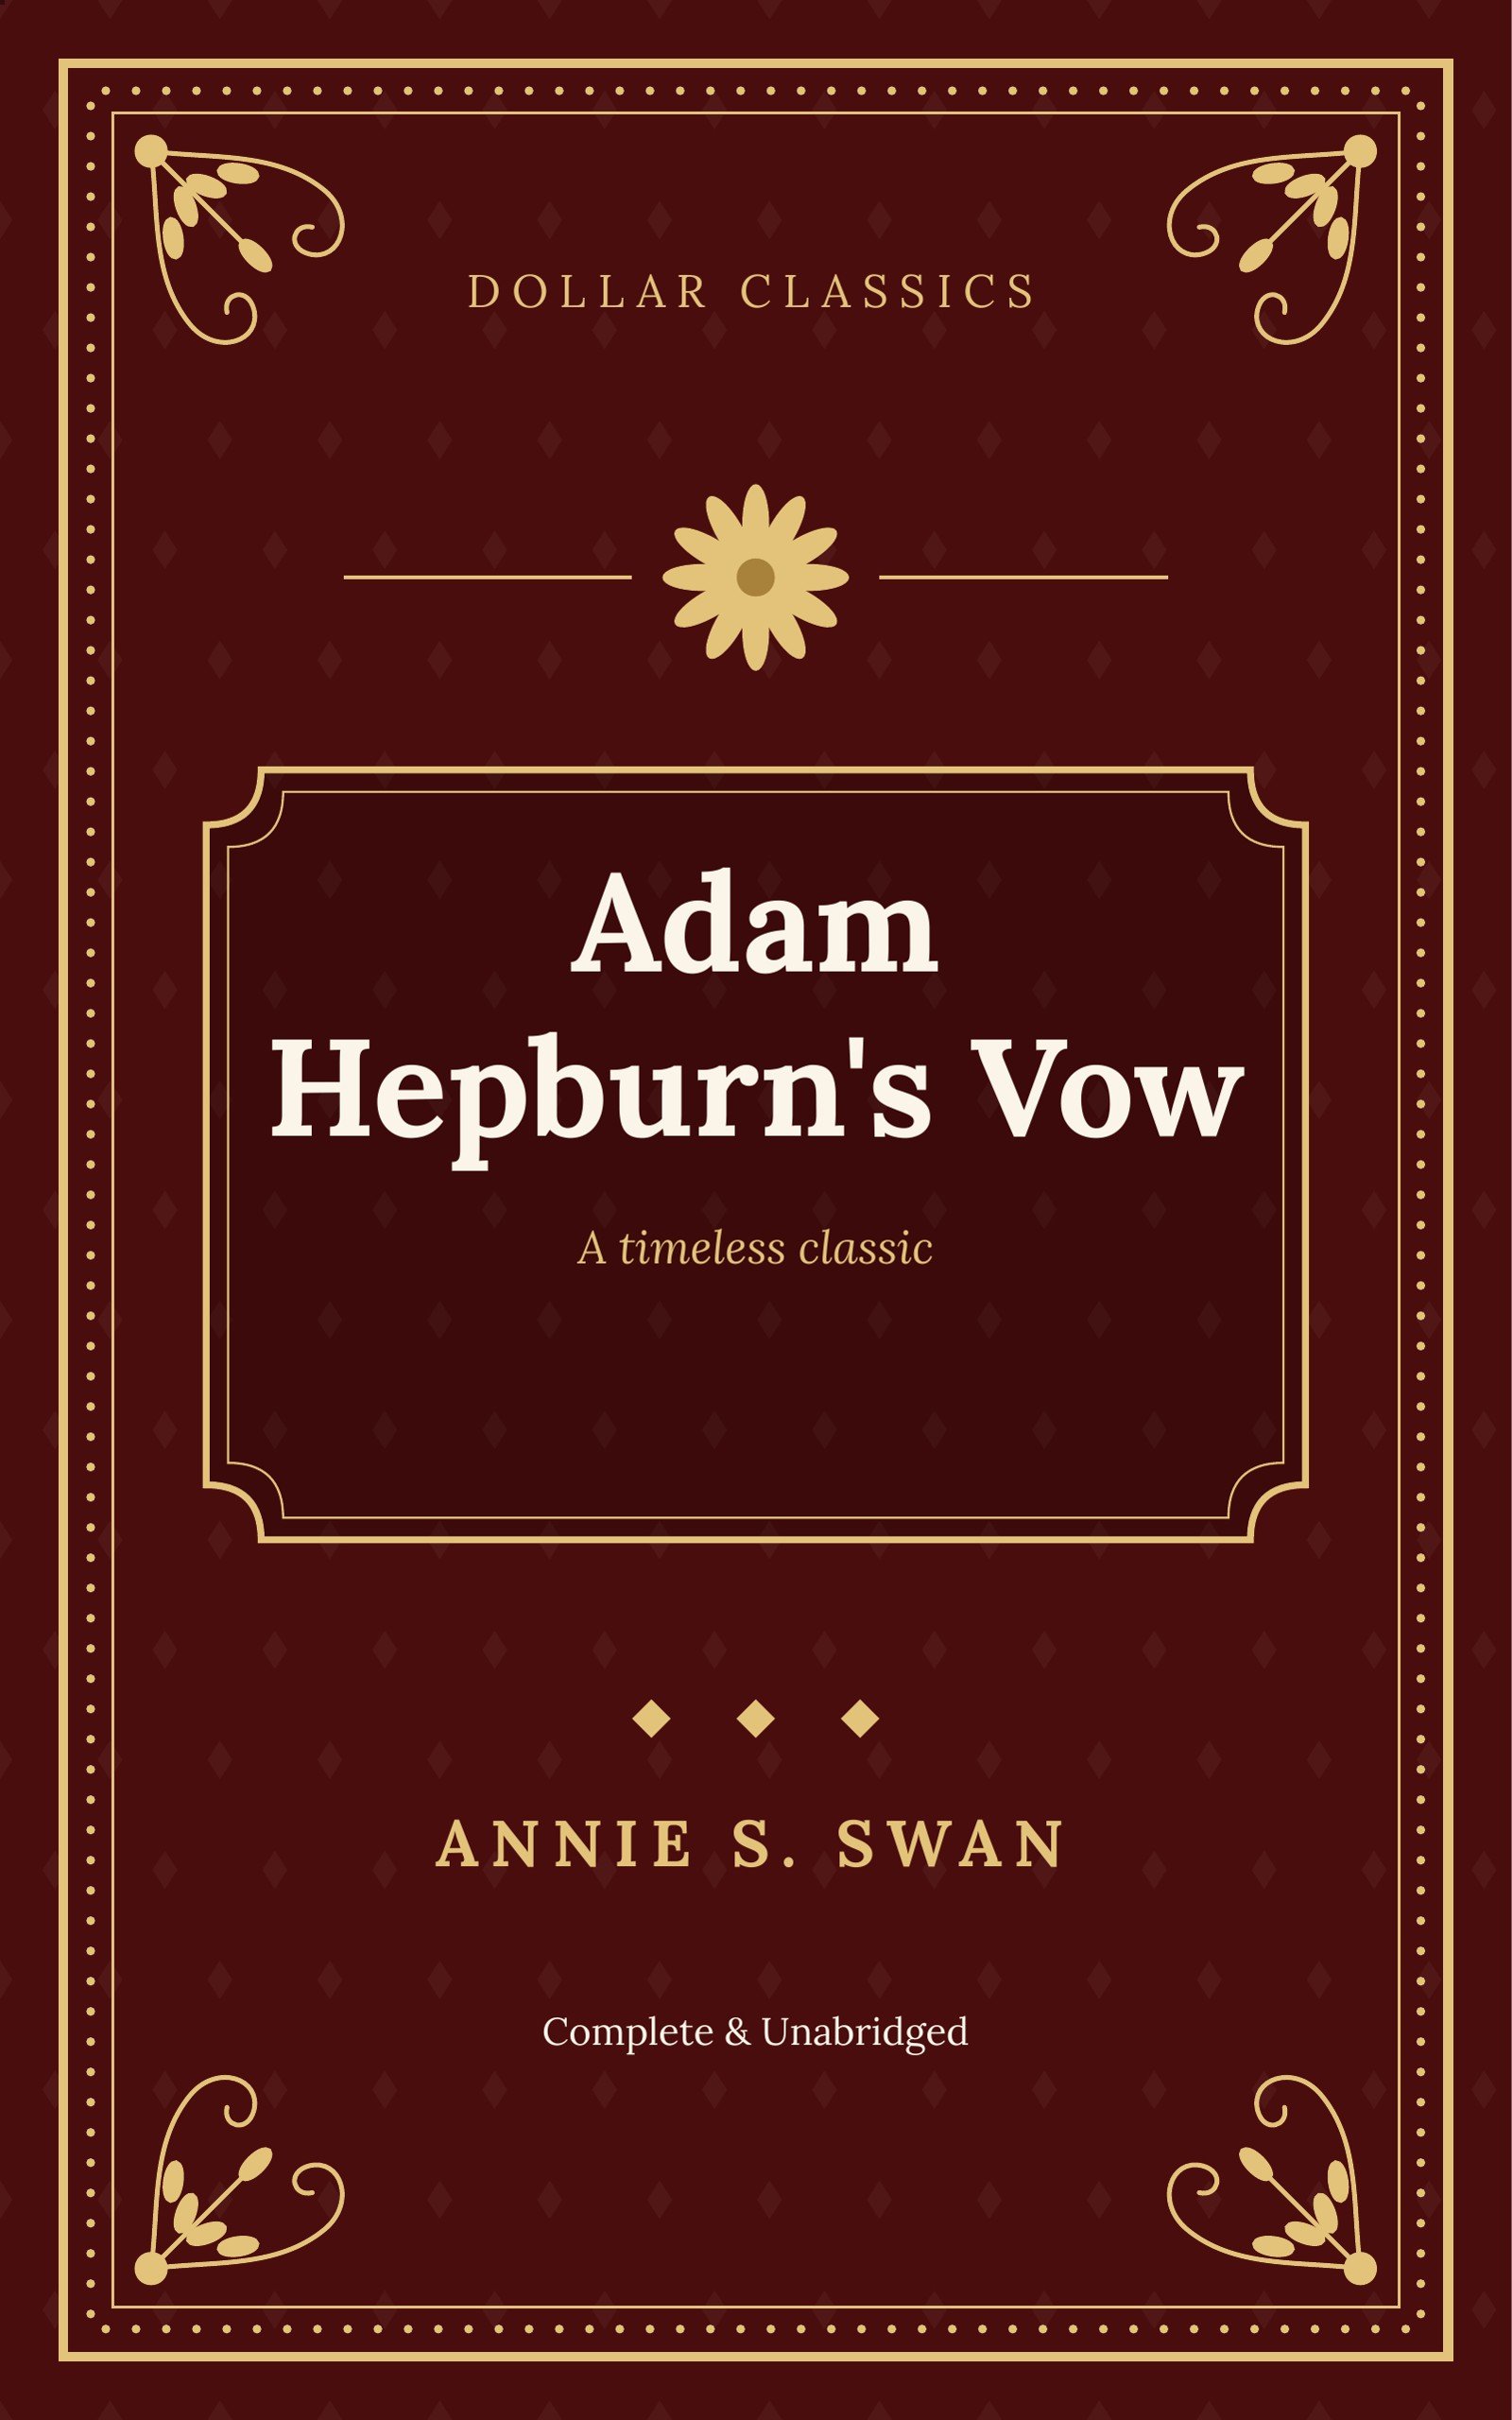 DOLLAR CLASSICS
Adam
Hepburn's Vow
A timeless classic
ANNIE S. SWAN
Complete & Unabridged